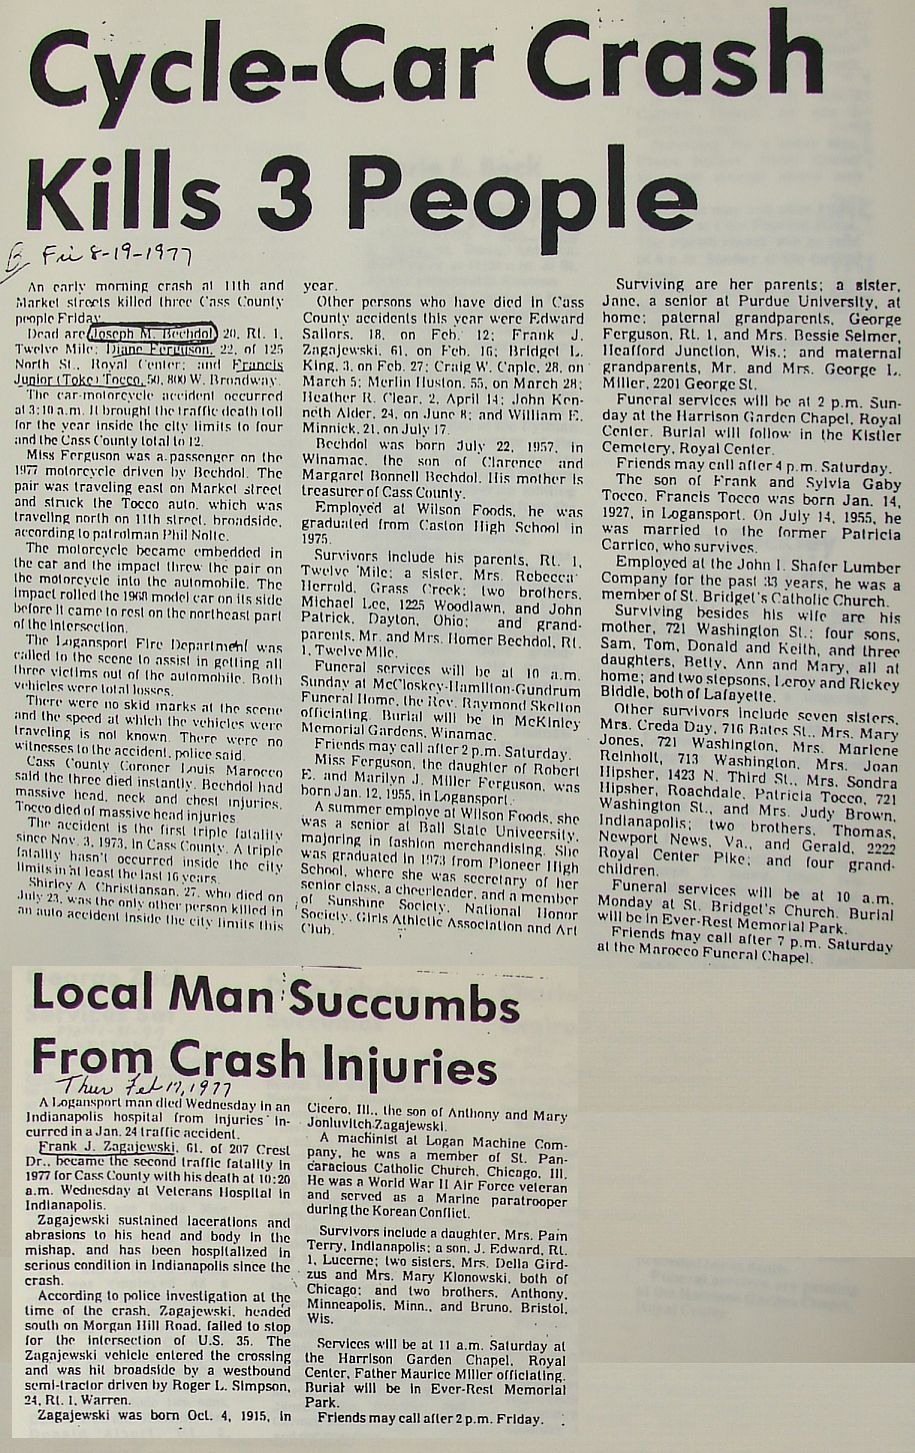 Cycle-Car Crash
Kills 3 People
B Fri 8-19-1977
An early morning crash at 11th and
Market streets killed three Cass County
people Friday.
Dead are Joseph M. Bechdol, 20, Rt. 1,
Twelve Mile; Diane Ferguson, 22, of 125
North St., Royal Center; and Francis
Junior (Toke) Tocco, 50, 800 W. Broadway.
The car-motorcycle accident occurred
at 3:10 a.m. It brought the traffic death toll
for the year inside the city limits to four
and the Cass County total to 12.
Miss Ferguson was a passenger on the
1977 motorcycle driven by Bechdol. The
pair was traveling east on Market street
and struck the Tocco auto, which was
traveling north on 11th street, broadside,
according to patrolman Phil Nolte.
The motorcycle became embedded in
the car and the impact threw the pair on
the motorcycle into the automobile. The
impact rolled the 1968 model car on its side
before it came to rest on the northeast part
of the intersection.
The Logansport Fire Department was
called to the scene to assist in getting all
three victims out of the automobile. Both
vehicles were total losses.
There were no skid marks at the scene
and the speed at which the vehicles were
traveling is not known. There were no
witnesses to the accident, police said.
Cass County Coroner Louis Marocco
said the three died instantly. Bechdol had
massive head, neck and chest injuries.
Tocco died of massive head injuries.
The accident is the first triple fatality
since Nov. 3, 1973, in Cass County. A triple
fatality hasn't occurred inside the city
limits in at least the last 16 years.
Shirley A. Christiansan, 27, who died on
July 23, was the only other person killed in
an auto accident inside the city limits this
year.
Other persons who have died in Cass
County accidents this year were Edward
Sailors, 18, on Feb. 12; Frank J.
Zagajewski, 61, on Feb. 16; Bridget L.
King, 3, on Feb. 27; Craig W. Caple, 28, on
March 5; Merlin Huston, 55, on March 28;
Heather R. Clear, 2, April 14; John Ken-
neth Alder, 24, on June 8; and William E.
Minnick, 21, on July 17.
Bechdol was born July 22, 1957, in
Winamac, the son of Clarence and
Margaret Bonnell Bechdol. His mother is
treasurer of Cass County.
Employed at Wilson Foods, he was
graduated from Caston High School in
1975.
Survivors include his parents, Rt. 1,
Twelve Mile; a sister, Mrs. Rebecca
Herrold, Grass Creek; two brothers,
Michael Lee, 1225 Woodlawn, and John
Patrick, Dayton, Ohio; and grand-
parents, Mr. and Mrs. Homer Bechdol, Rt.
1, Twelve Mile.
Funeral services will be at 10 a.m.
Sunday at McCloskey-Hamilton-Gundrum
Funeral Home, the Rev. Raymond Skelton
officiating. Burial will be in McKinley
Memorial Gardens, Winamac.
Friends may call after 2 p.m. Saturday.
Miss Ferguson, the daughter of Robert
E. and Marilyn J. Miller Ferguson, was
born Jan. 12, 1955, in Logansport.
A summer employe at Wilson Foods, she
was a senior at Ball State Univeersity,
majoring in fashion merchandising. She
was graduated in 1973 from Pioneer High
School, where she was secretary of her
senior class, a cheerleader, and a member
of Sunshine Society, National Honor
Society, Girls Athletic Association and Art
Club.
Surviving are her parents; a sister,
Jane, a senior at Purdue University, at
home; paternal grandparents, George
Ferguson, Rt. 1, and Mrs. Bessie Selmer,
Heafford Junction, Wis.; and maternal
grandparents, Mr. and Mrs. George L.
Miller, 2201 George St.
Funeral services will be at 2 p.m. Sun-
day at the Harrison Garden Chapel, Royal
Center. Burial will follow in the Kistler
Cemetery, Royal Center.
Friends may call after 4 p.m. Saturday.
The son of Frank and Sylvia Gaby
Tocco, Francis Tocco was born Jan. 14,
1927, in Logansport. On July 14, 1955, he
was married to the former Patricia
Carrico, who survives.
Employed at the John I. Shafer Lumber
Company for the past 33 years, he was a
member of St. Bridget's Catholic Church.
Surviving besides his wife are his
mother, 721 Washington St.; four sons,
Sam, Tom, Donald and Keith, and three
daughters, Betty, Ann and Mary, all at
home; and two stepsons, Leroy and Rickey
Biddle, both of Lafayette.
Other survivors include seven sisters,
Mrs. Creda Day, 716 Bates St., Mrs. Mary
Jones, 721 Washington, Mrs. Marlene
Reinholt, 713 Washington, Mrs. Joan
Hipsher, 1423 N. Third St., Mrs. Sondra
Hipsher, Roachdale, Patricia Tocco, 721
Washington St., and Mrs. Judy Brown,
Indianapolis; two brothers, Thomas,
Newport News, Va., and Gerald, 2222
Royal Center Pike; and four grand-
children.
Funeral services will be at 10 a.m.
Monday at St. Bridget's Church. Burial
will be in Ever-Rest Memorial Park.
Friends may call after 7 p.m. Saturday
at the Marocco Funeral Chapel.
Local Man Succumbs
From Crash Injuries
Thur Feb 17, 1977
A Logansport man died Wednesday in an
Indianapolis hospital from injuries in-
curred in a Jan. 24 traffic accident.
Frank J. Zagajewski, 61, of 207 Crest
Dr., became the second traffic fatality in
1977 for Cass County with his death at 10:20
a.m. Wednesday at Veterans Hospital in
Indianapolis.
Zagajewski sustained lacerations and
abrasions to his head and body in the
mishap, and has been hospitalized in
serious condition in Indianapolis since the
crash.
According to police investigation at the
time of the crash, Zagajewski, headed
south on Morgan Hill Road, failed to stop
for the intersection of U.S. 35. The
Zagajewski vehicle entered the crossing
and was hit broadside by a westbound
semi-tractor driven by Roger L. Simpson,
24, Rt. 1, Warren.
Zagajewski was born Oct. 4, 1915, in
Cicero, Ill., the son of Anthony and Mary
Jonluvitch-Zagajewski.
A machinist at Logan Machine Com-
pany, he was a member of St. Pan-
caracious Catholic Church, Chicago, Ill.
He was a World War II Air Force veteran
and served as a Marine paratrooper
during the Korean Conflict.
Survivors include a daughter, Mrs. Pam
Terry, Indianapolis; a son, J. Edward, Rt.
1, Lucerne; two sisters, Mrs. Della Gird-
zus and Mrs. Mary Klonowski, both of
Chicago; and two brothers, Anthony,
Minneapolis, Minn., and Bruno, Bristol,
Wis.
Services will be at 11 a.m. Saturday at
the Harrison Garden Chapel, Royal
Center, Father Maurice Miller officiating.
Burial will be in Ever-Rest Memorial
Park.
Friends may call after 2 p.m. Friday.